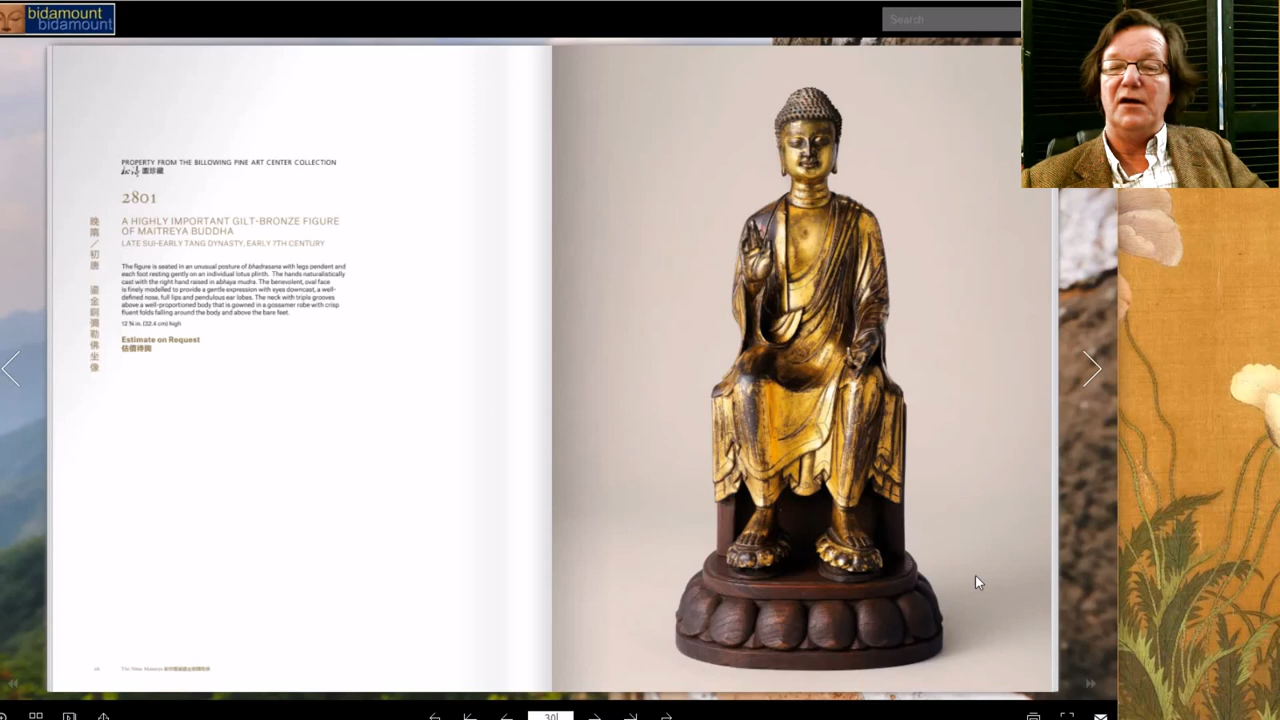 bidamount
bidamount
Search
PROPERTY FROM THE BILLOWING PINE ART CENTER COLLECTION
園珍藏
2801
晚隋/初唐 鎏金銅彌勒佛坐像
A HIGHLY IMPORTANT GILT-BRONZE FIGURE
OF MAITREYA BUDDHA
LATE SUI-EARLY TANG DYNASTY, EARLY 7TH CENTURY
The figure is seated in an unusual posture of bhadrasana with legs pendent and
each foot resting gently on an individual lotus plinth. The hands naturalistically
cast with the right hand raised in abhaya mudra. The benevolent, oval face
is finely modelled to provide a gentle expression with eyes downcast, a well-
defined nose, full lips and pendulous ear lobes. The neck with triple grooves
above a well-proportioned body that is gowned in a gossamer robe with crisp
fluent folds falling around the body and above the bare feet.
12 ¾ in. (32.4 cm) high
Estimate on Request
估價待詢
30